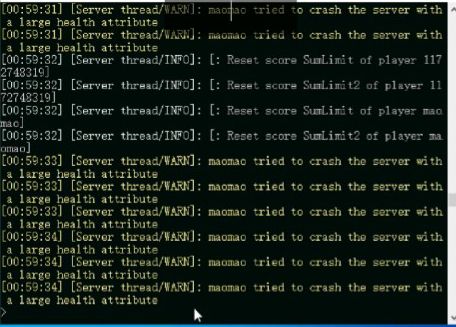 [00:59:31] [Server thread/WARN]: maomao tried to crash the server with
a large health attribute
[00:59:31] [Server thread/WARN]: maomao tried to crash the server with
a large health attribute
[00:59:32] [Server thread/INFO]: [: Reset score SumLimit of player 117
2748319]
[00:59:32] [Server thread/INFO]: [: Reset score SumLimit2 of player 11
72748319]
[00:59:32] [Server thread/INFO]: [: Reset score SumLimit of player mao
mao]
[00:59:32] [Server thread/INFO]: [: Reset score SumLimit2 of player ma
omao]
[00:59:33] [Server thread/WARN]: maomao tried to crash the server with
a large health attribute
[00:59:33] [Server thread/WARN]: maomao tried to crash the server with
a large health attribute
[00:59:33] [Server thread/WARN]: maomao tried to crash the server with
a large health attribute
[00:59:34] [Server thread/WARN]: maomao tried to crash the server with
a large health attribute
[00:59:34] [Server thread/WARN]: maomao tried to crash the server with
a large health attribute
[00:59:34] [Server thread/WARN]: maomao tried to crash the server with
a large health attribute
>